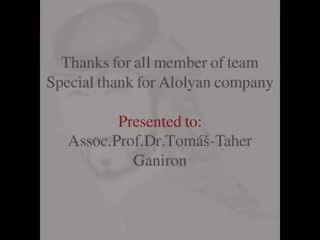 Thanks for all member of team
Special thank for Alolyan company
Presented to:
Assoc.Prof.Dr.Tomáš-Taher
Ganiron